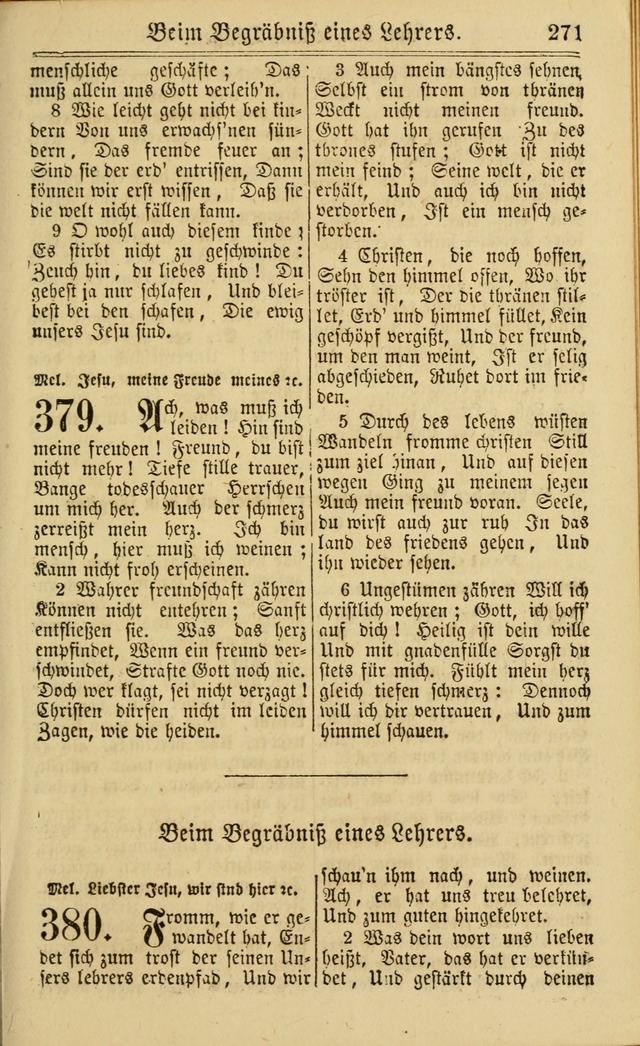 Beim Begräbniß eines Lehrers. 271
menschliche geschäfte; Das
muß allein uns Gott verleih'n.
8 Wie leicht geht nicht bei kin-
dern Von uns erwachs'nen sün-
dern, Das fremde feuer an;
Sind sie der erd' entrissen, Dann
können wir erst wissen, Daß sie
die welt nicht fällen kann.
9 O wohl auch diesem kinde;
Es stirbt nicht zu geschwinde:
Zeuch hin, du liebes kind! Du
gehest ja nur schlafen, Und blei-
best bei den schafen, Die ewig
unsers Jesu sind.
Mel. Jesu, meine Freude meines ꝛc.
379. Ach, was muß ich
leiden! Hin sind
meine freuden! Freund, du bist
nicht mehr! Tiefe stille trauer,
Bange todesschauer Herrschen
um mich her. Auch der schmerz
zerreißt mein herz. Ich bin
mensch, hier muß ich weinen;
Kann nicht froh erscheinen.
2 Wahrer freundschaft zähren
Können nicht entehren; Sanft
entfließen sie. Was das herz
empfindet, Wenn ein freund ver-
schwindet, Strafte Gott noch nie.
Doch wer klagt, sei nicht verzagt!
Christen dürfen nicht im leiden
Zagen, wie die heiden.
3 Auch mein bängstes sehnen,
Selbst ein strom von thränen
Weckt nicht meinen freund.
Gott hat ihn gerufen Zu des
thrones stufen; Gott ist nicht
mein feind; Seine welt, die er
erhält, Und auch ich bin nicht
verdorben, Ist ein mensch ge-
storben.
4 Christen, die noch hoffen,
Sehn den himmel offen, Wo ihr
tröster ist, Der die thränen stil-
let, Erd' und himmel füllet, Kein
geschöpf vergißt, Und der freund,
um den man weint, Ist er selig
abgeschieden, Ruhet dort im frie-
den.
5 Durch des lebens wüsten
Wandeln fromme christen Still
zum ziel hinan, Und auf diesen
wegen Ging zu meinem segen
Auch mein freund voran. Seele,
du wirst auch zur ruh In das
land des friedens gehen, Und
ihn wieder sehen.
6 Ungestümen zähren Will ich
christlich wehren; Gott, ich hoff'
auf dich! Heilig ist dein wille
Und mit gnadenfülle Sorgst du
stets für mich. Fühlt mein herz
gleich tiefen schmerz: Dennoch
will ich dir vertrauen, Und zum
himmel schauen.
Beim Begräbniß eines Lehrers.
Mel. Liebster Jesu, wir sind hier ꝛc.
380. Fromm, wie er ge-
wandelt hat, En-
det sich zum trost der seinen Un-
sers lehrers erdenpfad, Und wir
schau'n ihm nach, und weinen.
Ach, er hat uns treu belehret,
Und zum guten hingekehret.
2 Was dein wort uns lieben
heißt, Vater, das hat er verkün-
det, Und gestärkt durch deinen